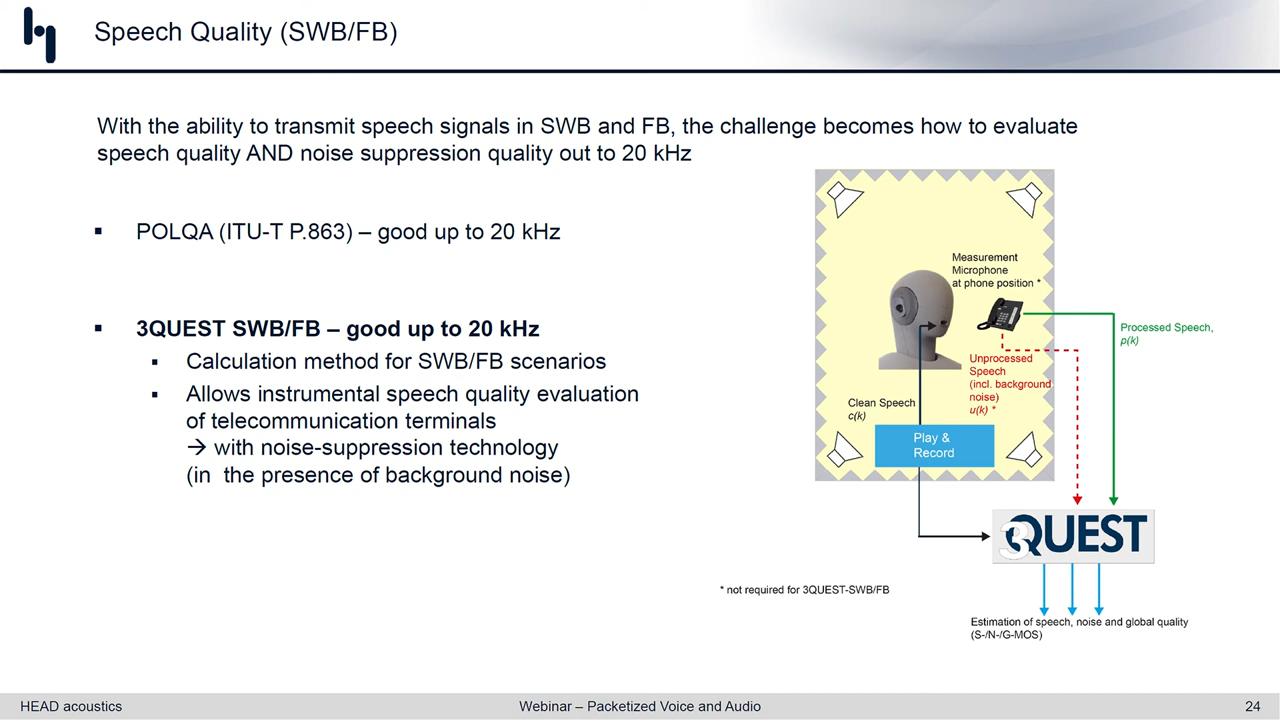 Speech Quality (SWB/FB)
With the ability to transmit speech signals in SWB and FB, the challenge becomes how to evaluate
speech quality AND noise suppression quality out to 20 kHz
▪ POLQA (ITU-T P.863) – good up to 20 kHz
▪ 3QUEST SWB/FB – good up to 20 kHz
▪ Calculation method for SWB/FB scenarios
▪ Allows instrumental speech quality evaluation
of telecommunication terminals
→ with noise-suppression technology
(in the presence of background noise)
Measurement
Microphone
at phone position *
Processed Speech,
p(k)
Unprocessed
Speech
(incl. background
noise)
u(k) *
Clean Speech
c(k)
Play &
Record
3QUEST
* not required for 3QUEST-SWB/FB
Estimation of speech, noise and global quality
(S-/N-/G-MOS)
HEAD acoustics
Webinar – Packetized Voice and Audio
24